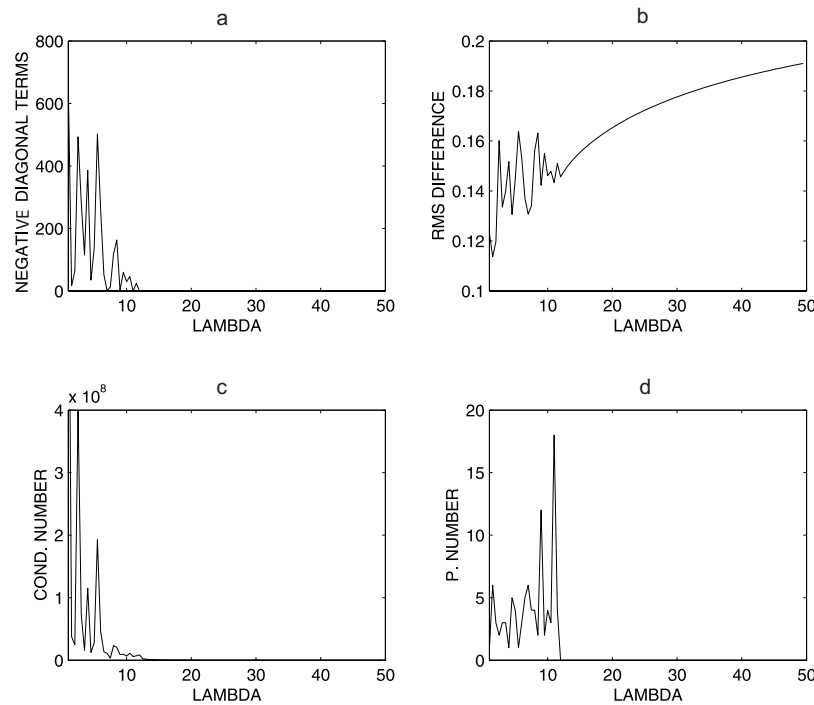 a
800
600
400
200
0
NEGATIVE DIAGONAL TERMS
10 20 30 40 50
LAMBDA
b
0.2
0.18
0.16
0.14
0.12
0.1
RMS DIFFERENCE
10 20 30 40 50
LAMBDA
c
x 10^8
4
3
2
1
0
COND. NUMBER
10 20 30 40 50
LAMBDA
d
20
15
10
5
0
P. NUMBER
10 20 30 40 50
LAMBDA